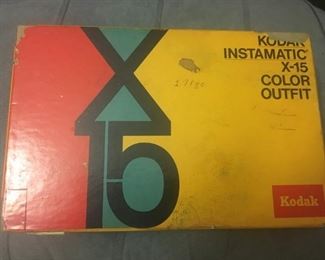 KODAK
INSTAMATIC
X-15
COLOR
OUTFIT
X
15
Kodak